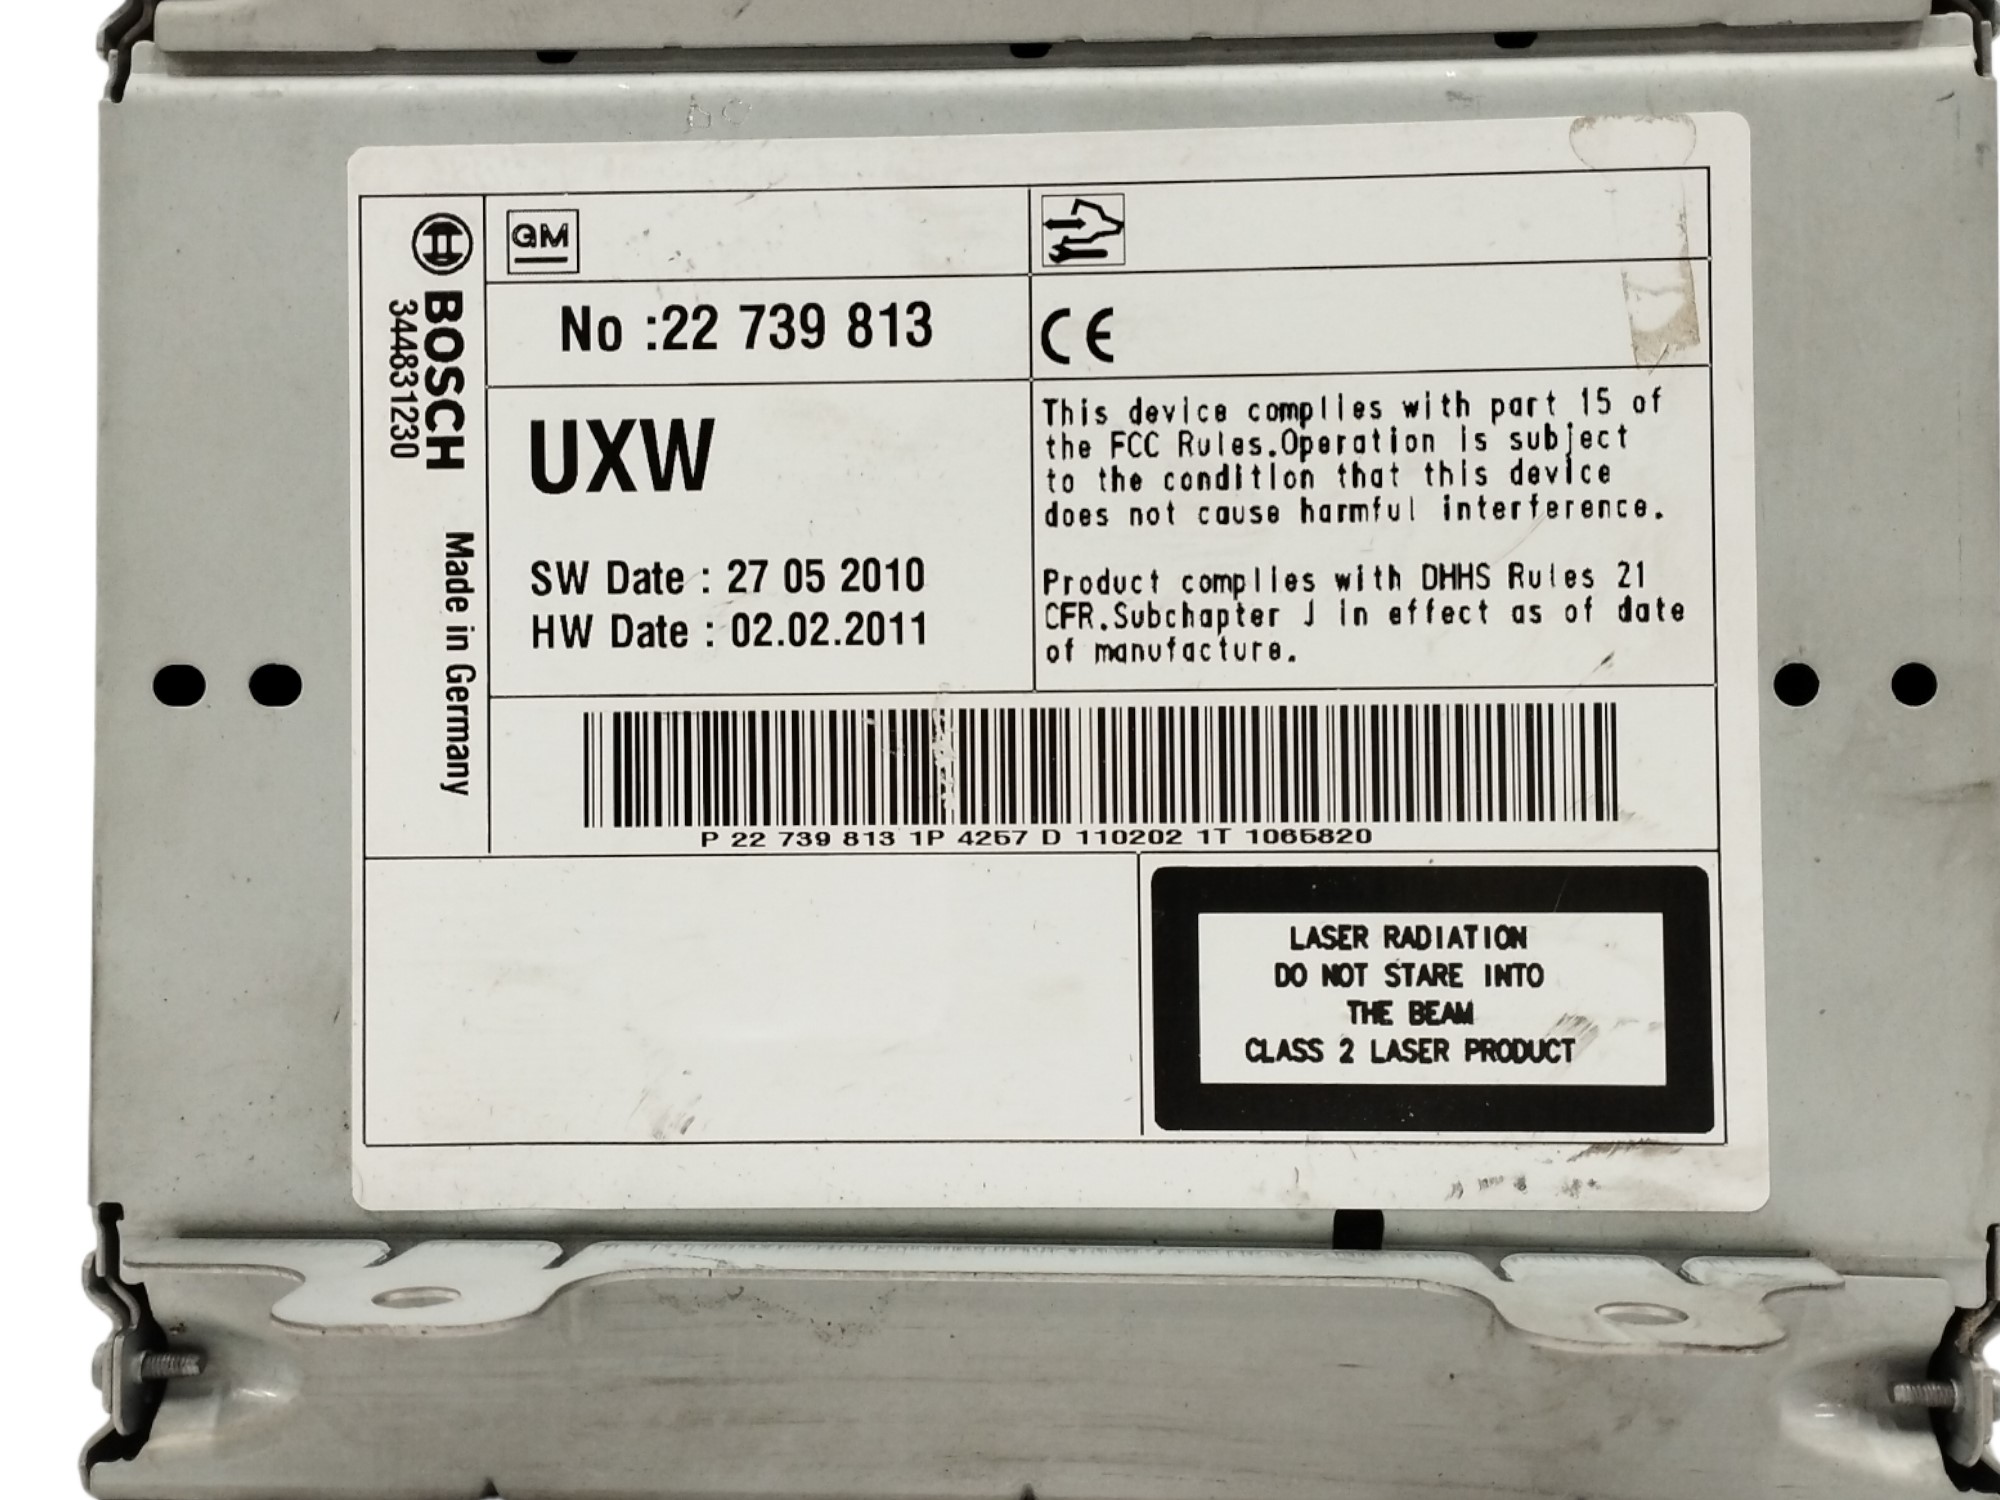 BOSCH
344831230
Made in Germany
GM
No :22 739 813
CE
UXW
SW Date : 27 05 2010
HW Date : 02.02.2011
This device complies with part 15 of
the FCC Rules.Operation is subject
to the condition that this device
does not cause harmful interference.
Product complies with DHHS Rules 21
CFR.Subchapter J in effect as of date
of manufacture.
P 22 739 813 1P 4257 D 110202 1T 1065820
LASER RADIATION
DO NOT STARE INTO
THE BEAM
CLASS 2 LASER PRODUCT